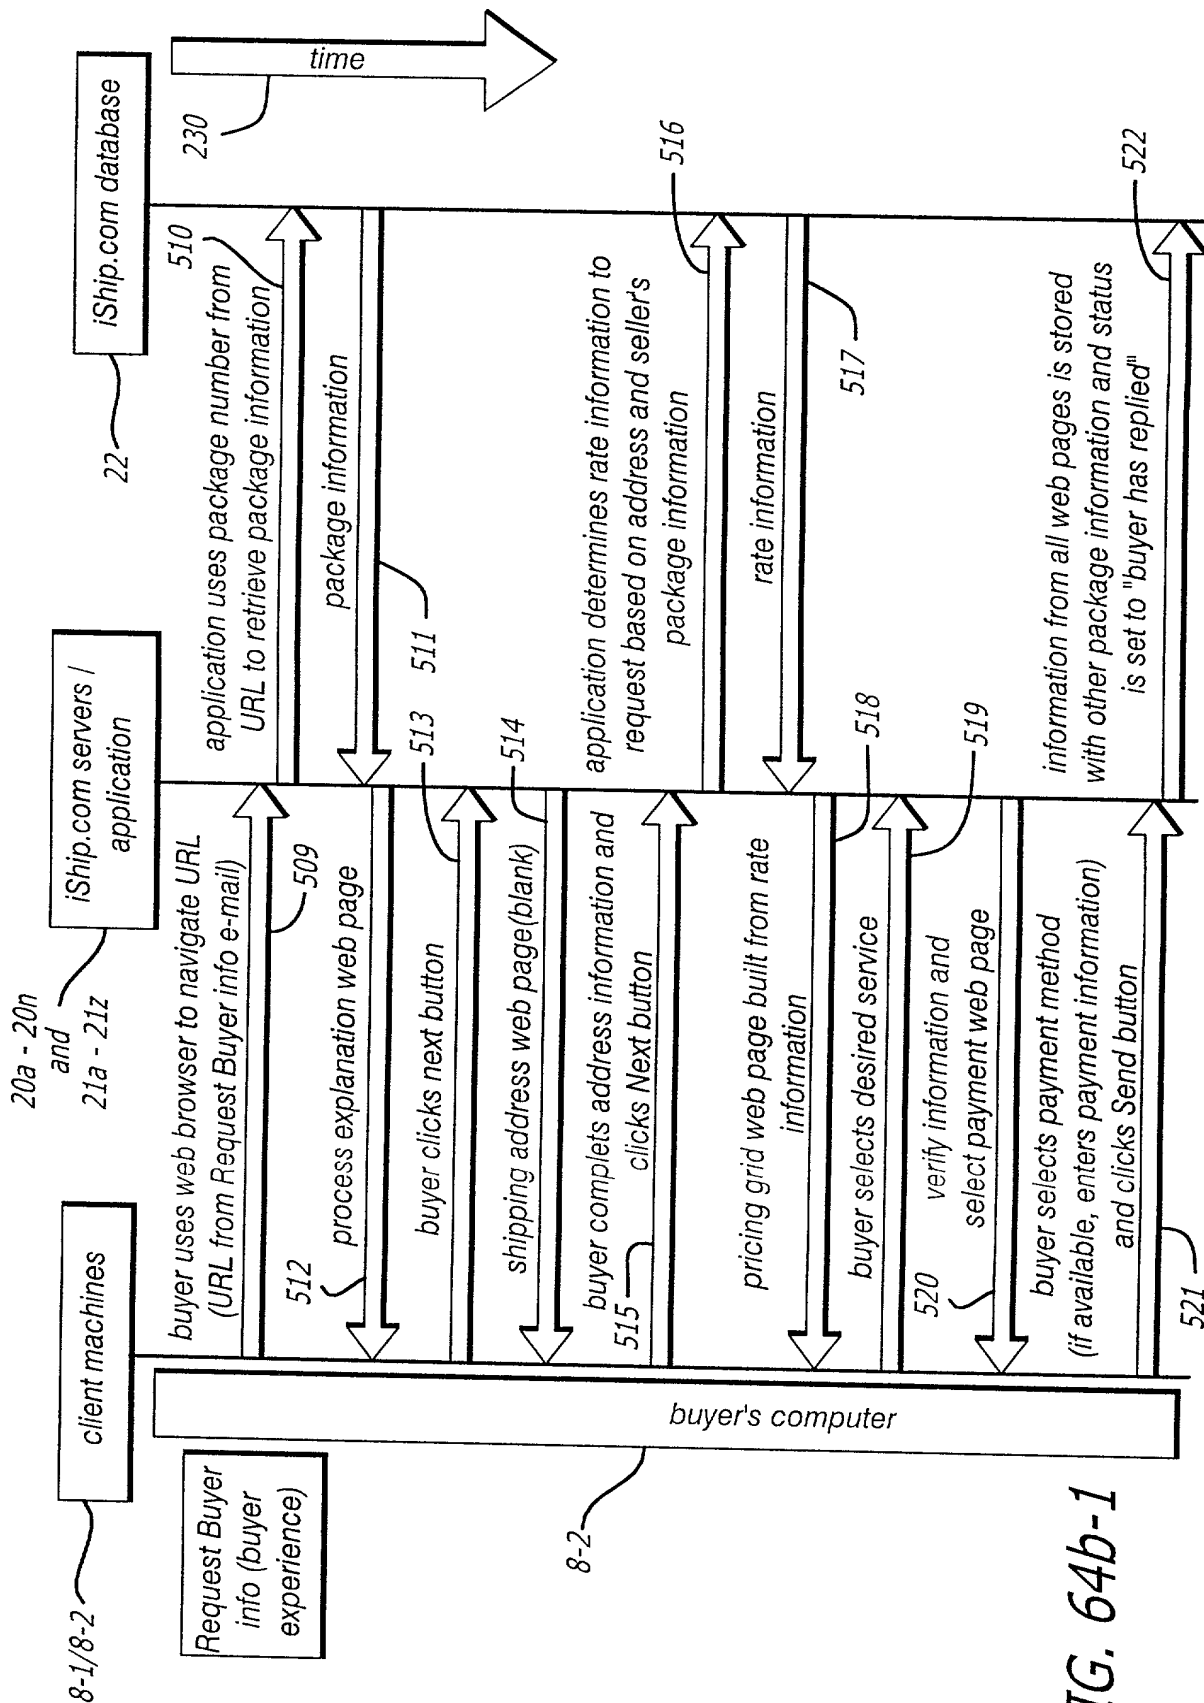 8-1/8-2
client machines
20a - 20n
and
21a - 21z
iShip.com servers /
application
22
iShip.com database
230
time
Request Buyer
info (buyer
experience)
8-2
buyer's computer
buyer uses web browser to navigate URL
(URL from Request Buyer info e-mail)
509
application uses package number from
URL to retrieve package information
510
package information
511
512
process explanation web page
buyer clicks next button
513
shipping address web page(blank)
514
buyer complets address information and
clicks Next button
515
application determines rate information to
request based on address and seller's
package information
516
rate information
517
pricing grid web page built from rate
information
518
buyer selects desired service
519
verify information and
select payment web page
520
buyer selects payment method
(if available, enters payment information)
and clicks Send button
521
information from all web pages is stored
with other package information and status
is set to "buyer has replied"
522
IG. 64b-1